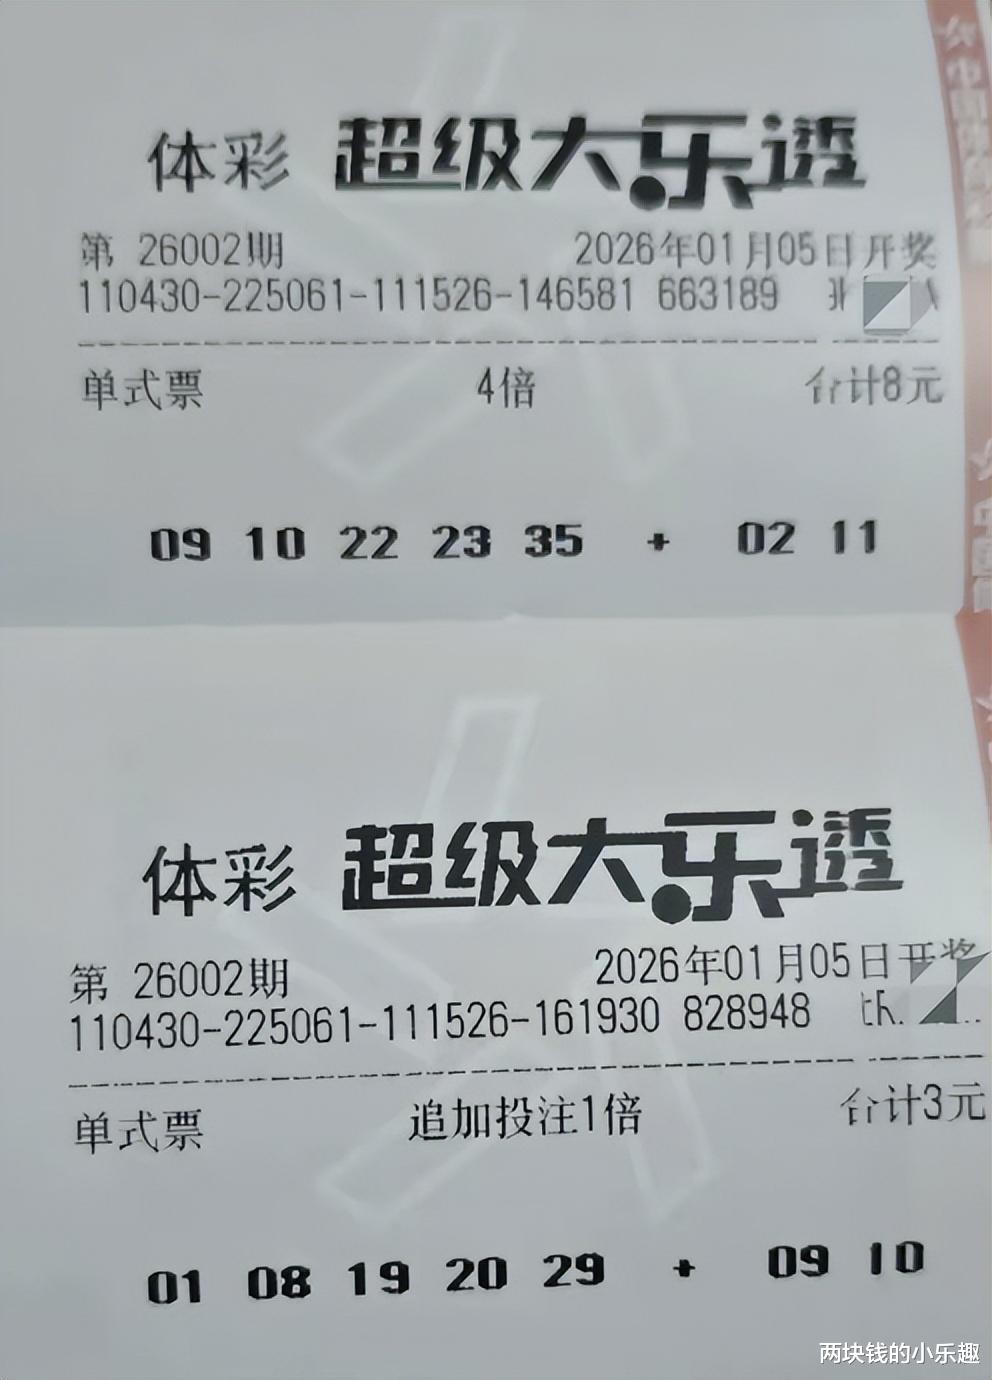 体彩 超级大乐透
第 26002期 2026年01月05日开奖
110430-225061-111526-146581 663189
单式票 4倍 合计8元
09 10 22 23 35 + 02 11
体彩 超级大乐透
第 26002期 2026年01月05日开奖
110430-225061-111526-161930 828948
单式票 追加投注1倍 合计3元
01 08 19 20 29 + 09 10
两块钱的小乐趣